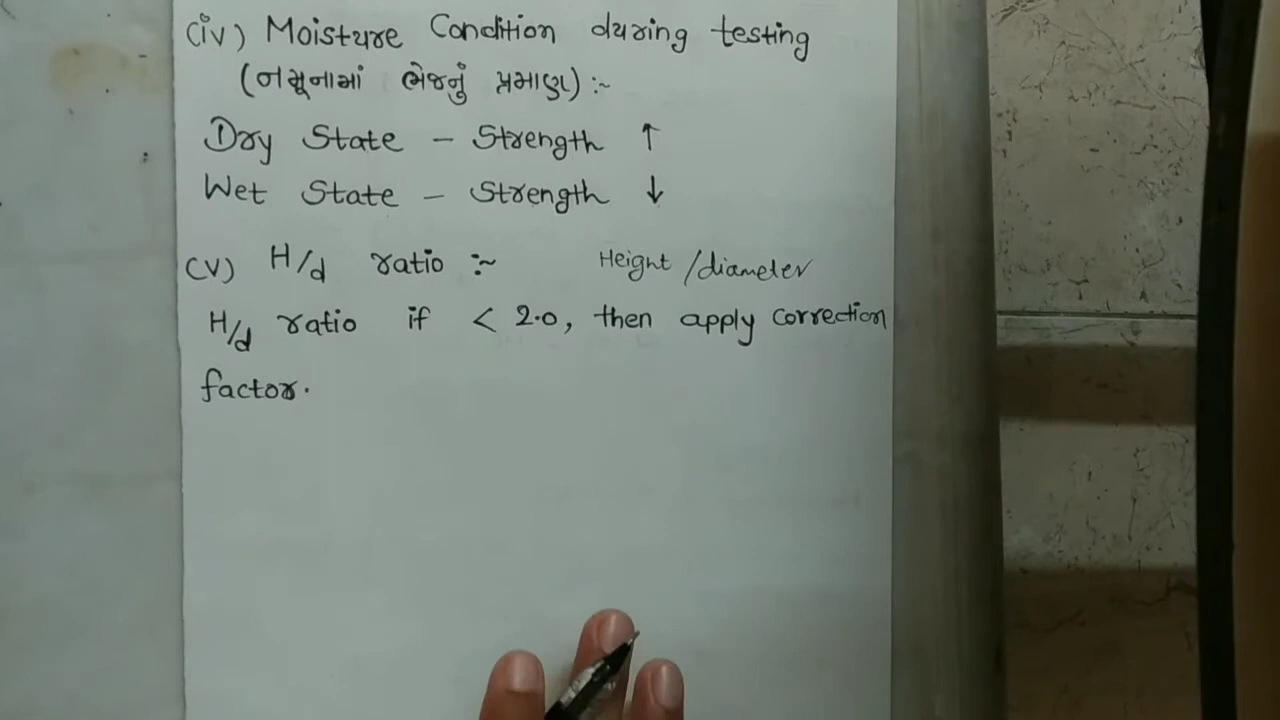 (iv) Moisture Condition during testing
(નમૂનામાં ભેજનું પ્રમાણ) :-
Dry State - Strength ↑
Wet State - Strength ↓
(v) H/d ratio :- Height /diameter
H/d ratio if < 2.0, then apply correction
factor.